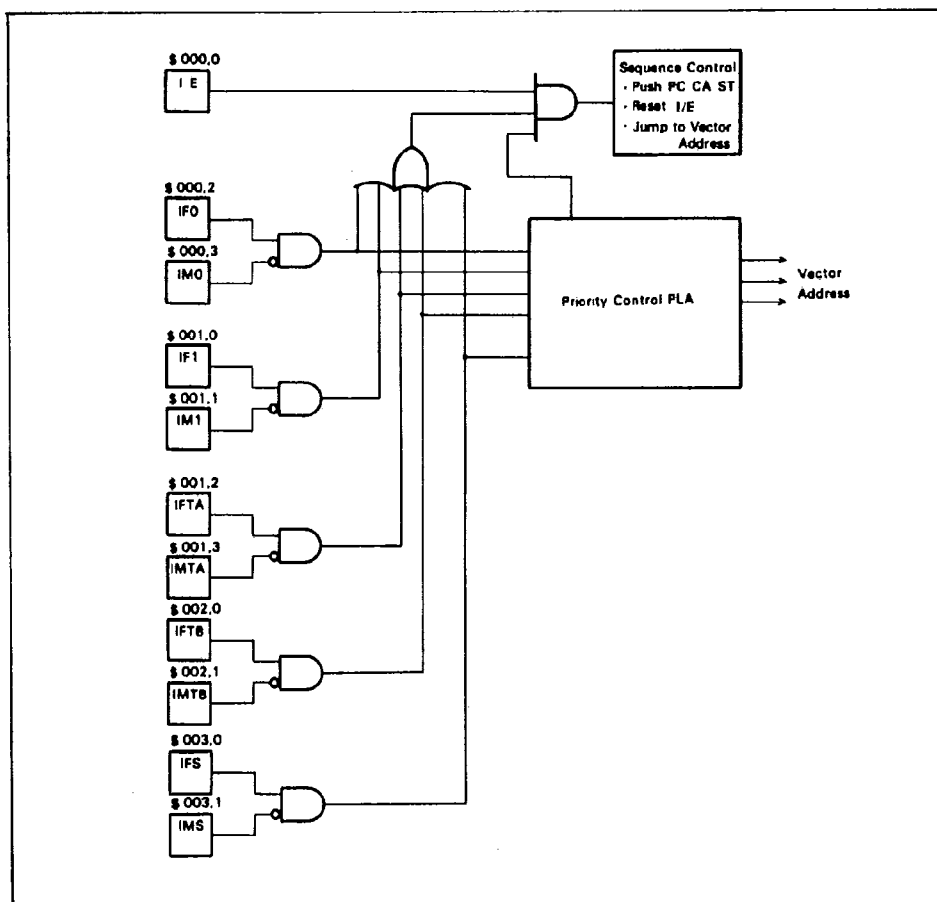 $ 000,0
I E
Sequence Control
· Push PC CA ST
· Reset I/E
· Jump to Vector
Address
$ 000,2
IF0
$ 000,3
IM0
Priority Control PLA
Vector
Address
$ 001,0
IF1
$ 001,1
IM1
$ 001,2
IFTA
$ 001,3
IMTA
$ 002,0
IFTB
$ 002,1
IMTB
$ 003,0
IFS
$ 003,1
IMS